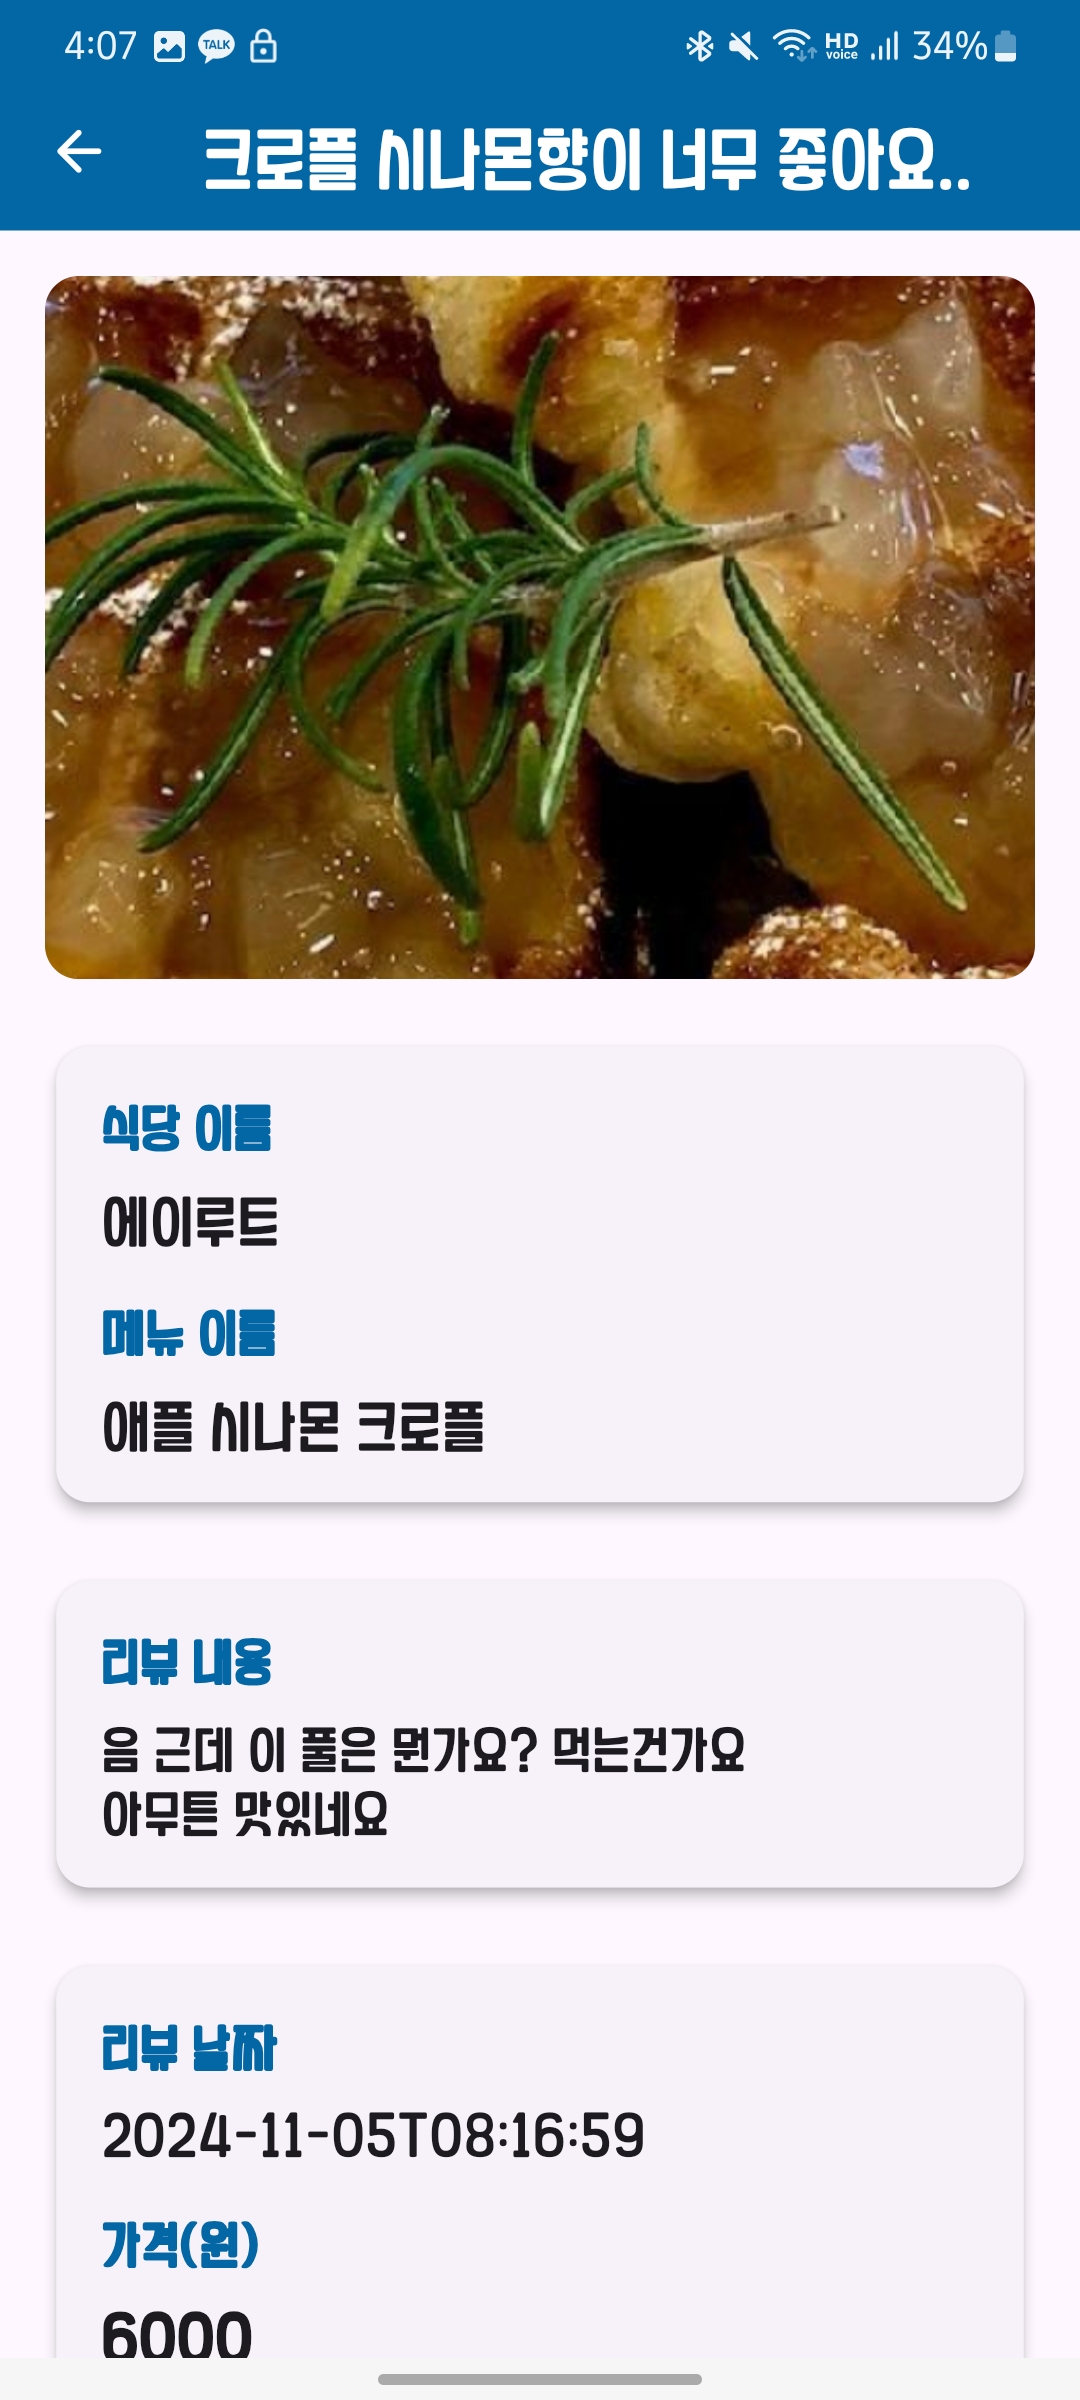 4:07 TALK HD voice 34%
크로플 시나몬향이 너무 좋아요..
식당 이름
에이루트
메뉴 이름
애플 시나몬 크로플
리뷰 내용
음 근데 이 풀은 뭔가요? 먹는건가요
아무튼 맛있네요
리뷰 날짜
2024-11-05T08:16:59
가격(원)
6000